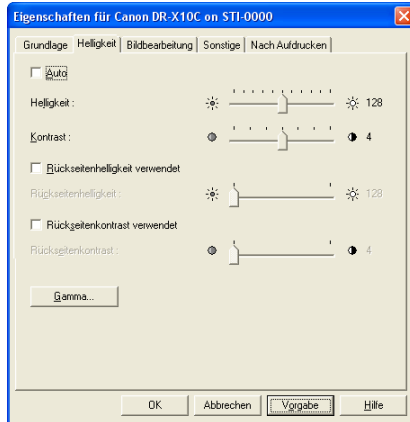 Eigenschaften für Canon DR-X10C on STI-0000
Grundlage Helligkeit Bildbearbeitung Sonstige Nach Aufdrucken
Auto
Helligkeit : 128
Kontrast : 4
Rückseitenhelligkeit verwendet
Rückseitenhelligkeit : 128
Rückseitenkontrast verwendet
Rückseitenkontrast : 4
Gamma...
OK Abbrechen Vorgabe Hilfe